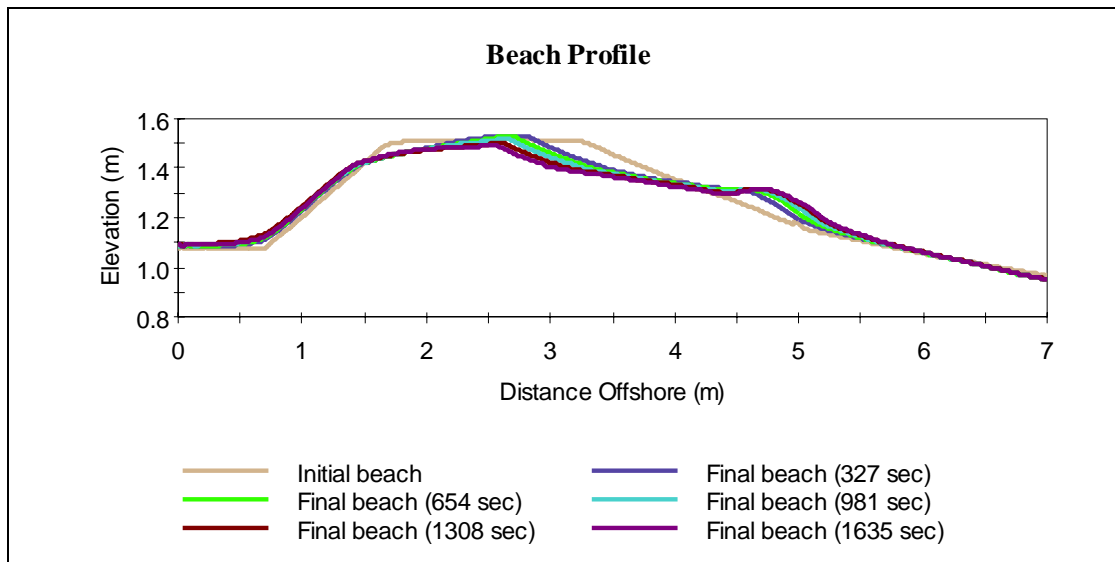 Beach Profile
Elevation (m)
1.6
1.4
1.2
1.0
0.8
0 1 2 3 4 5 6 7
Distance Offshore (m)
Initial beach Final beach (327 sec)
Final beach (654 sec) Final beach (981 sec)
Final beach (1308 sec) Final beach (1635 sec)